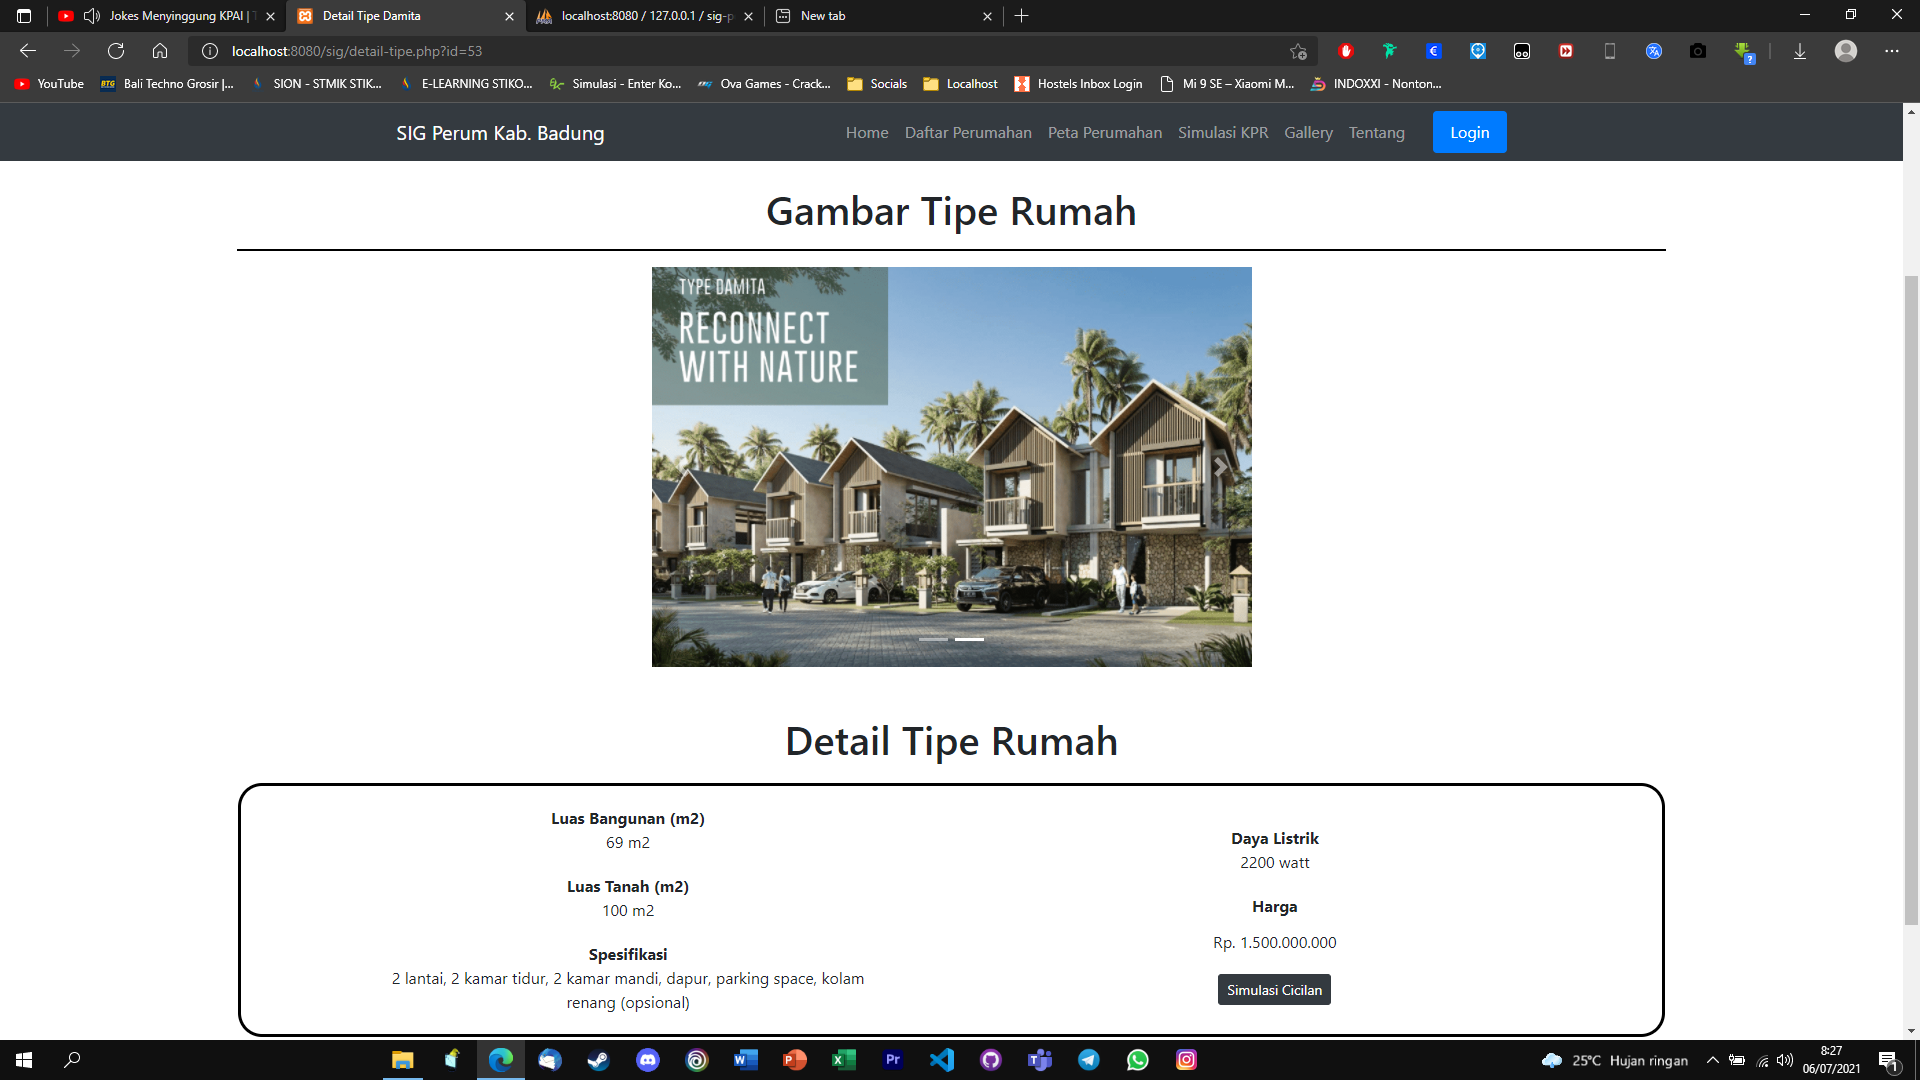 Jokes Menyinggung KPAI | T
Detail Tipe Damita
localhost:8080 / 127.0.0.1 / sig-p
New tab
localhost:8080/sig/detail-tipe.php?id=53
YouTube
Bali Techno Grosir |...
SION - STMIK STIK...
E-LEARNING STIKO...
Simulasi - Enter Ko...
Ova Games - Crack...
Socials
Localhost
Hostels Inbox Login
Mi 9 SE – Xiaomi M...
INDOXXI - Nonton...
SIG Perum Kab. Badung
Home
Daftar Perumahan
Peta Perumahan
Simulasi KPR
Gallery
Tentang
Login
Gambar Tipe Rumah
TYPE DAMITA
RECONNECT
WITH NATURE
Detail Tipe Rumah
Luas Bangunan (m2)
69 m2
Luas Tanah (m2)
100 m2
Spesifikasi
2 lantai, 2 kamar tidur, 2 kamar mandi, dapur, parking space, kolam
renang (opsional)
Daya Listrik
2200 watt
Harga
Rp. 1.500.000.000
Simulasi Cicilan
25°C Hujan ringan
8:27
06/07/2021
1